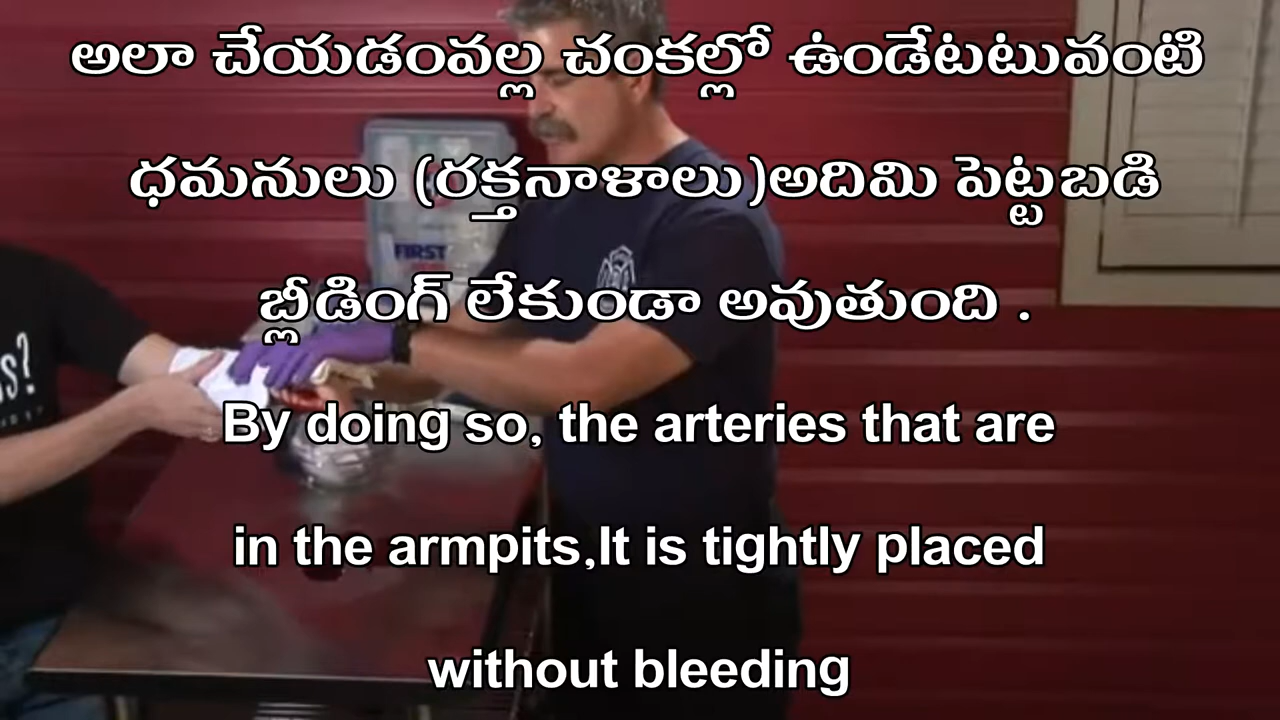 అలా చేయడంవల్ల చంకల్లో ఉండేటటువంటి
ధమనులు (రక్తనాళాలు)అదిమి పెట్టబడి
బ్లీడింగ్ లేకుండా అవుతుంది .
FIRST
s?
By doing so, the arteries that are
in the armpits,It is tightly placed
without bleeding